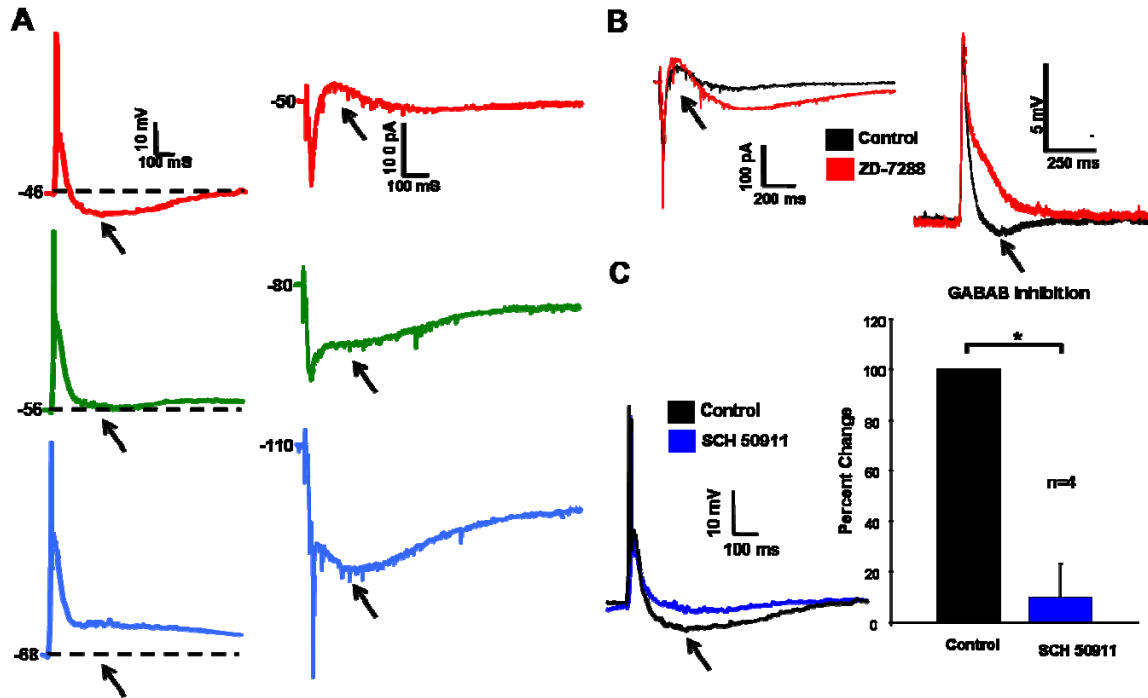 A
10 mV
100 mS
-46
-56
-68
-50
100 pA
100 mS
-80
-110
B
Control
ZD-7288
100 pA
200 ms
5 mV
250 ms
C
Control
SCH 50911
10 mV
100 ms
GABAB inhibition
Percent Change
120
100
80
60
40
20
0
*
n=4
Control
SCH 50911